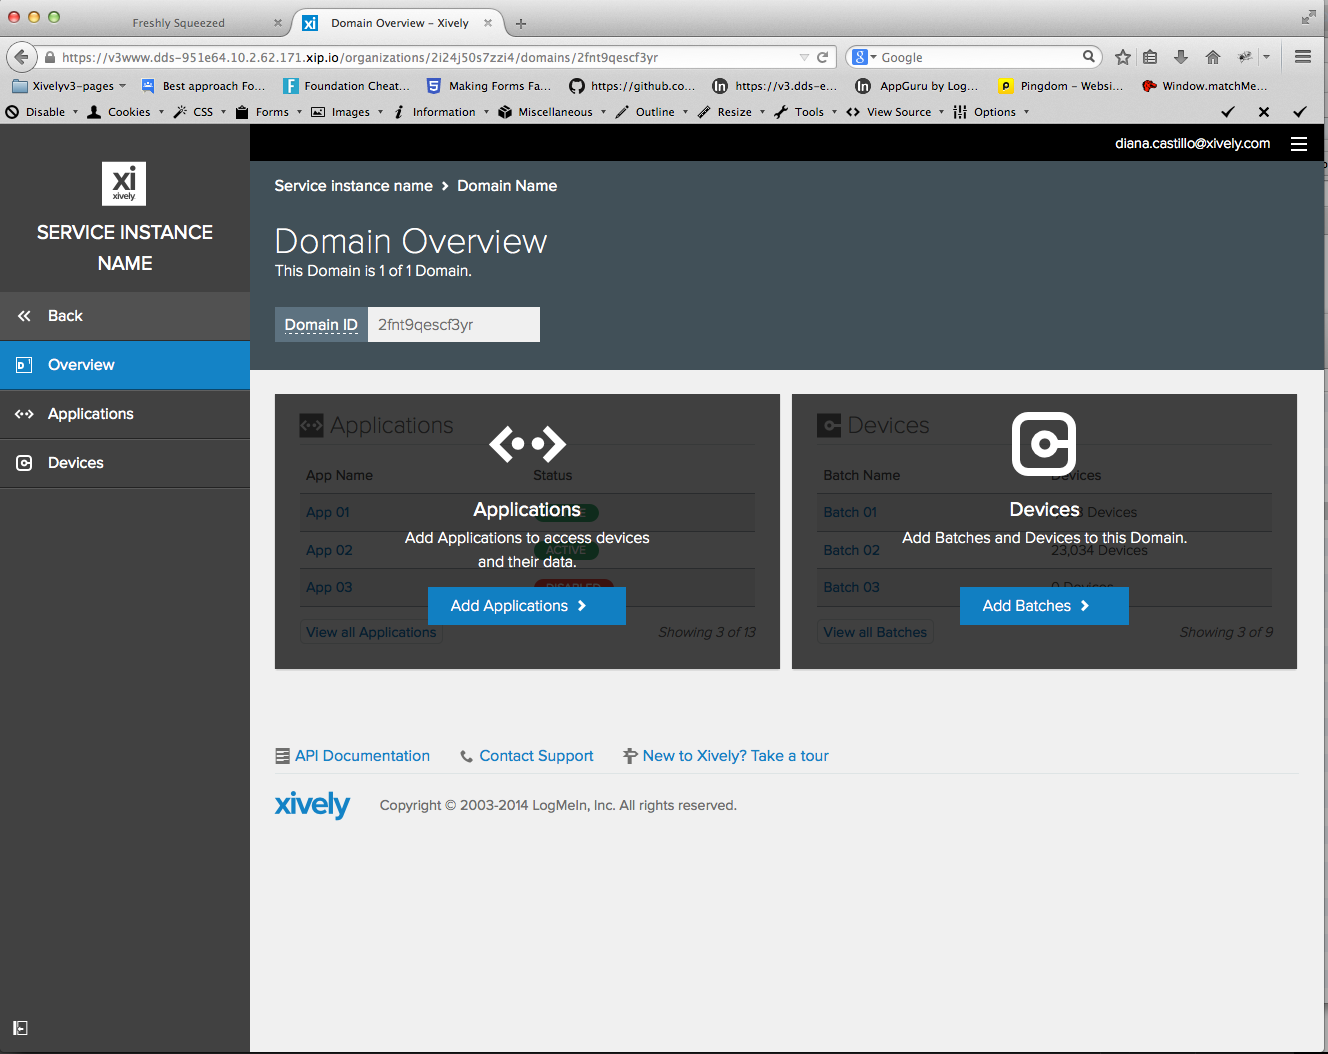 Freshly Squeezed
Domain Overview – Xively
https://v3www.dds-951e64.10.2.62.171.xip.io/organizations/2i24j50s7zzi4/domains/2fnt9qescf3yr
Google
Xivelyv3-pages
Best approach Fo...
Foundation Cheat...
Making Forms Fa...
https://github.co...
https://v3.dds-e...
AppGuru by Log...
Pingdom – Websi...
Window.matchMe...
Disable
Cookies
CSS
Forms
Images
Information
Miscellaneous
Outline
Resize
Tools
View Source
Options
diana.castillo@xively.com
xi
xively
SERVICE INSTANCE
NAME
Back
Overview
Applications
Devices
Service instance name > Domain Name
Domain Overview
This Domain is 1 of 1 Domain.
Domain ID 2fnt9qescf3yr
Applications
App Name Status
App 01
App 02 ACTIVE
App 03 DISABLED
Applications
Add Applications to access devices
and their data.
Add Applications
View all Applications Showing 3 of 13
Devices
Batch Name Devices
Batch 01 Devices
Batch 02 23,034 Devices
Batch 03 0 Devices
Devices
Add Batches and Devices to this Domain.
Add Batches
View all Batches Showing 3 of 9
API Documentation
Contact Support
New to Xively? Take a tour
xively
Copyright © 2003-2014 LogMeIn, Inc. All rights reserved.